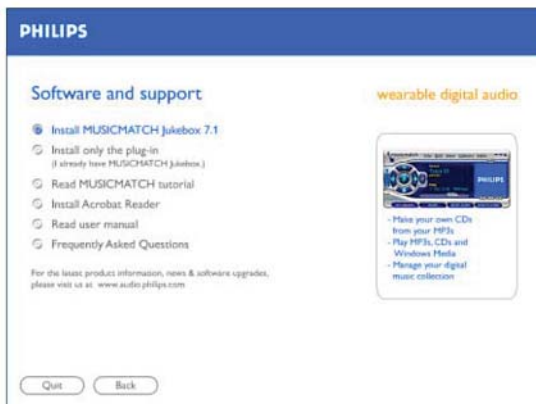 PHILIPS
Software and support
wearable digital audio
Install MUSICMATCH Jukebox 7.1
Install only the plug-in
(I already have MUSICMATCH Jukebox.)
Read MUSICMATCH tutorial
Install Acrobat Reader
Read user manual
Frequently Asked Questions
For the latest product information, news & software upgrades,
please visit us at www.audio.philips.com
PHILIPS
- Make your own CDs
from your MP3s
- Play MP3s, CDs and
Windows Media
- Manage your digital
music collection
Quit
Back